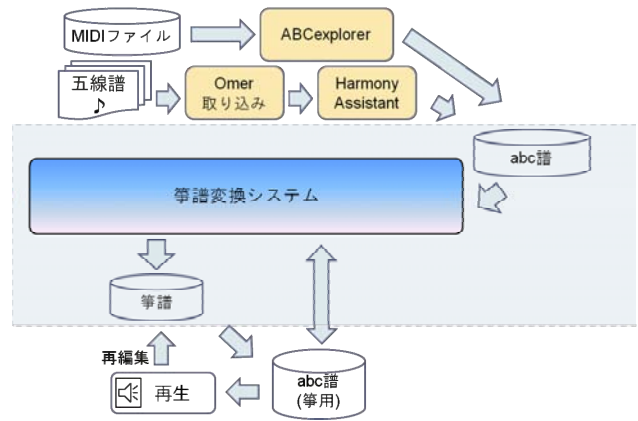 MIDIファイル
ABCexplorer
五線譜
♪
Omer
取り込み
Harmony
Assistant
abc譜
箏譜変換システム
箏譜
再編集
再生
abc譜
(箏用)